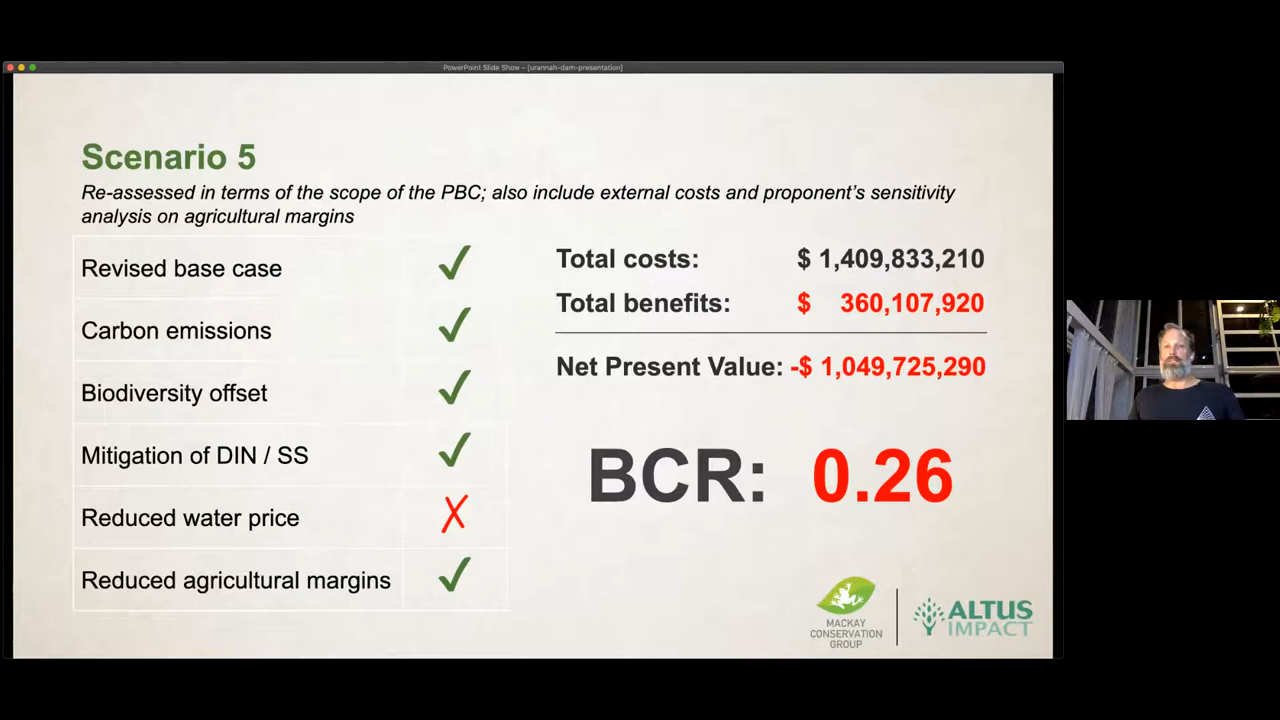 PowerPoint Slide Show - [urannah-dam-presentation]
Scenario 5
Re-assessed in terms of the scope of the PBC; also include external costs and proponent's sensitivity
analysis on agricultural margins
Revised base case
Carbon emissions
Biodiversity offset
Mitigation of DIN / SS
Reduced water price
Reduced agricultural margins
Total costs: $ 1,409,833,210
Total benefits: $ 360,107,920
Net Present Value: -$ 1,049,725,290
BCR: 0.26
MACKAY
CONSERVATION
GROUP
ALTUS
IMPACT